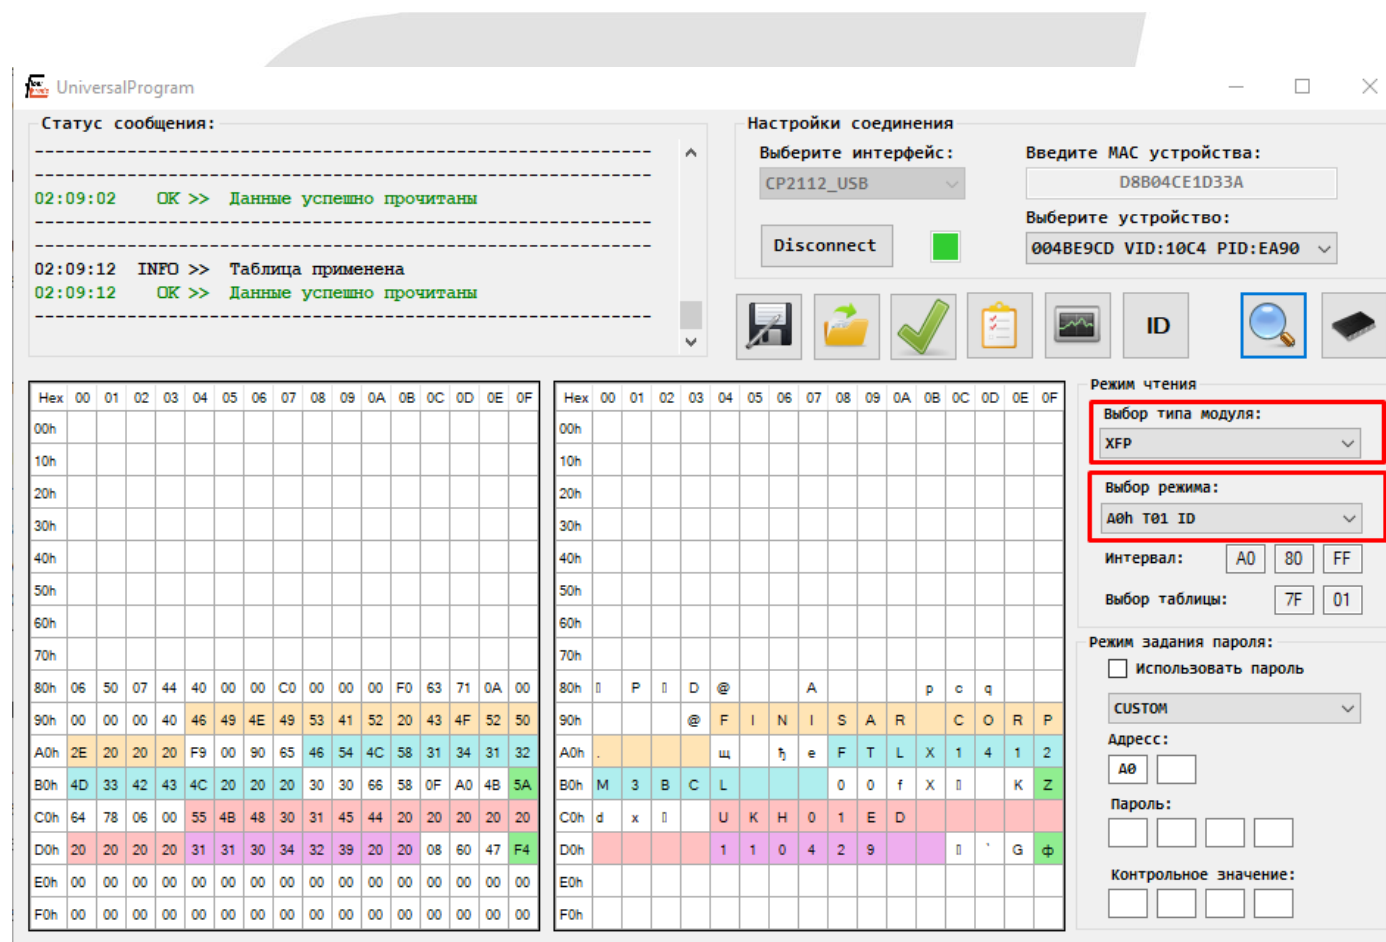 UniversalProgram
Статус сообщения:
02:09:02 OK >> Данные успешно прочитаны
02:09:12 INFO >> Таблица применена
02:09:12 OK >> Данные успешно прочитаны
Настройки соединения
Выберите интерфейс:
CP2112_USB
Disconnect
Введите MAC устройства:
D8B04CE1D33A
Выберите устройство:
004BE9CD VID:10C4 PID:EA90
ID
Hex 00 01 02 03 04 05 06 07 08 09 0A 0B 0C 0D 0E 0F
00h
10h
20h
30h
40h
50h
60h
70h
80h 06 50 07 44 40 00 00 C0 00 00 00 F0 63 71 0A 00
90h 00 00 00 40 46 49 4E 49 53 41 52 20 43 4F 52 50
A0h 2E 20 20 20 F9 00 90 65 46 54 4C 58 31 34 31 32
B0h 4D 33 42 43 4C 20 20 20 30 30 66 58 0F A0 4B 5A
C0h 64 78 06 00 55 4B 48 30 31 45 44 20 20 20 20 20
D0h 20 20 20 20 31 31 30 34 32 39 20 20 08 60 47 F4
E0h 00 00 00 00 00 00 00 00 00 00 00 00 00 00 00 00
F0h 00 00 00 00 00 00 00 00 00 00 00 00 00 00 00 00
Hex 00 01 02 03 04 05 06 07 08 09 0A 0B 0C 0D 0E 0F
00h
10h
20h
30h
40h
50h
60h
70h
80h P D @ А р с q
90h @ F I N I S A R C O R P
A0h . щ ђ e F T L X 1 4 1 2
B0h M 3 B C L 0 0 f X K Z
C0h d x U K H 0 1 E D
D0h 1 1 0 4 2 9 ` G ф
E0h
F0h
Режим чтения
Выбор типа модуля:
XFP
Выбор режима:
A0h T01 ID
Интервал: A0 80 FF
Выбор таблицы: 7F 01
Режим задания пароля:
Использовать пароль
CUSTOM
Адресс:
A0
Пароль:
Контрольное значение: